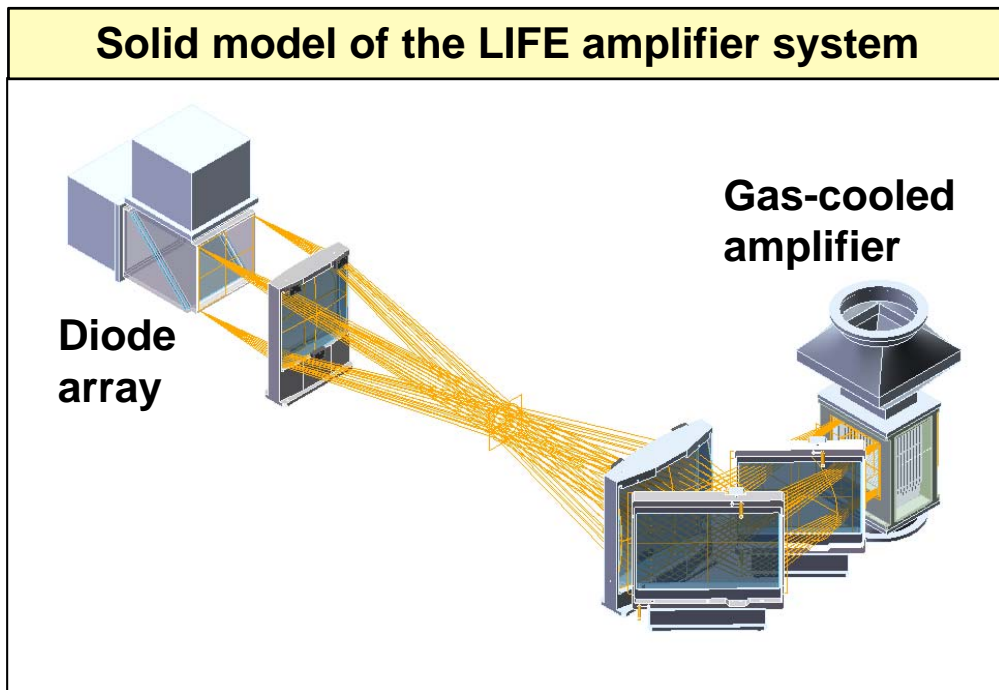 Solid model of the LIFE amplifier system
Gas-cooled
amplifier
Diode
array